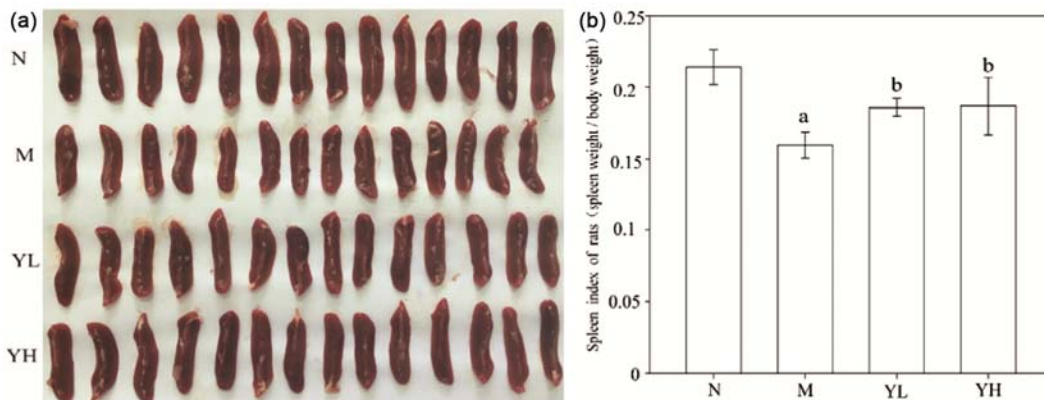 (a)
N
M
YL
YH
(b)
Spleen index of rats (spleen weight / body weight)
0.25
0.2
0.15
0.1
0.05
0
a
b
b
N
M
YL
YH